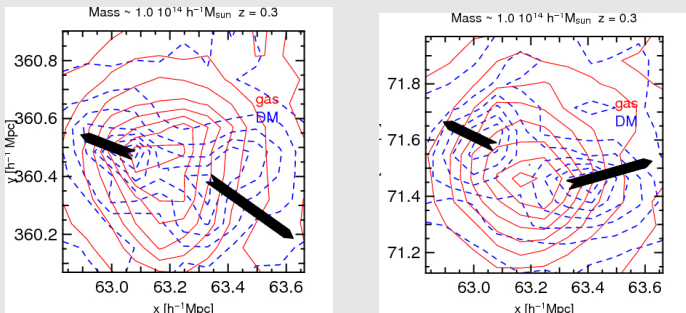 Mass ~ 1.0 10¹⁴ h⁻¹M_sun z = 0.3
360.8
360.6
360.4
360.2
y [h⁻¹ Mpc]
gas
DM
63.0 63.2 63.4 63.6
x [h⁻¹Mpc]
Mass ~ 1.0 10¹⁴ h⁻¹M_sun z = 0.3
71.8
71.6
71.4
71.2
gas
DM
63.0 63.2 63.4 63.6
x [h⁻¹Mpc]